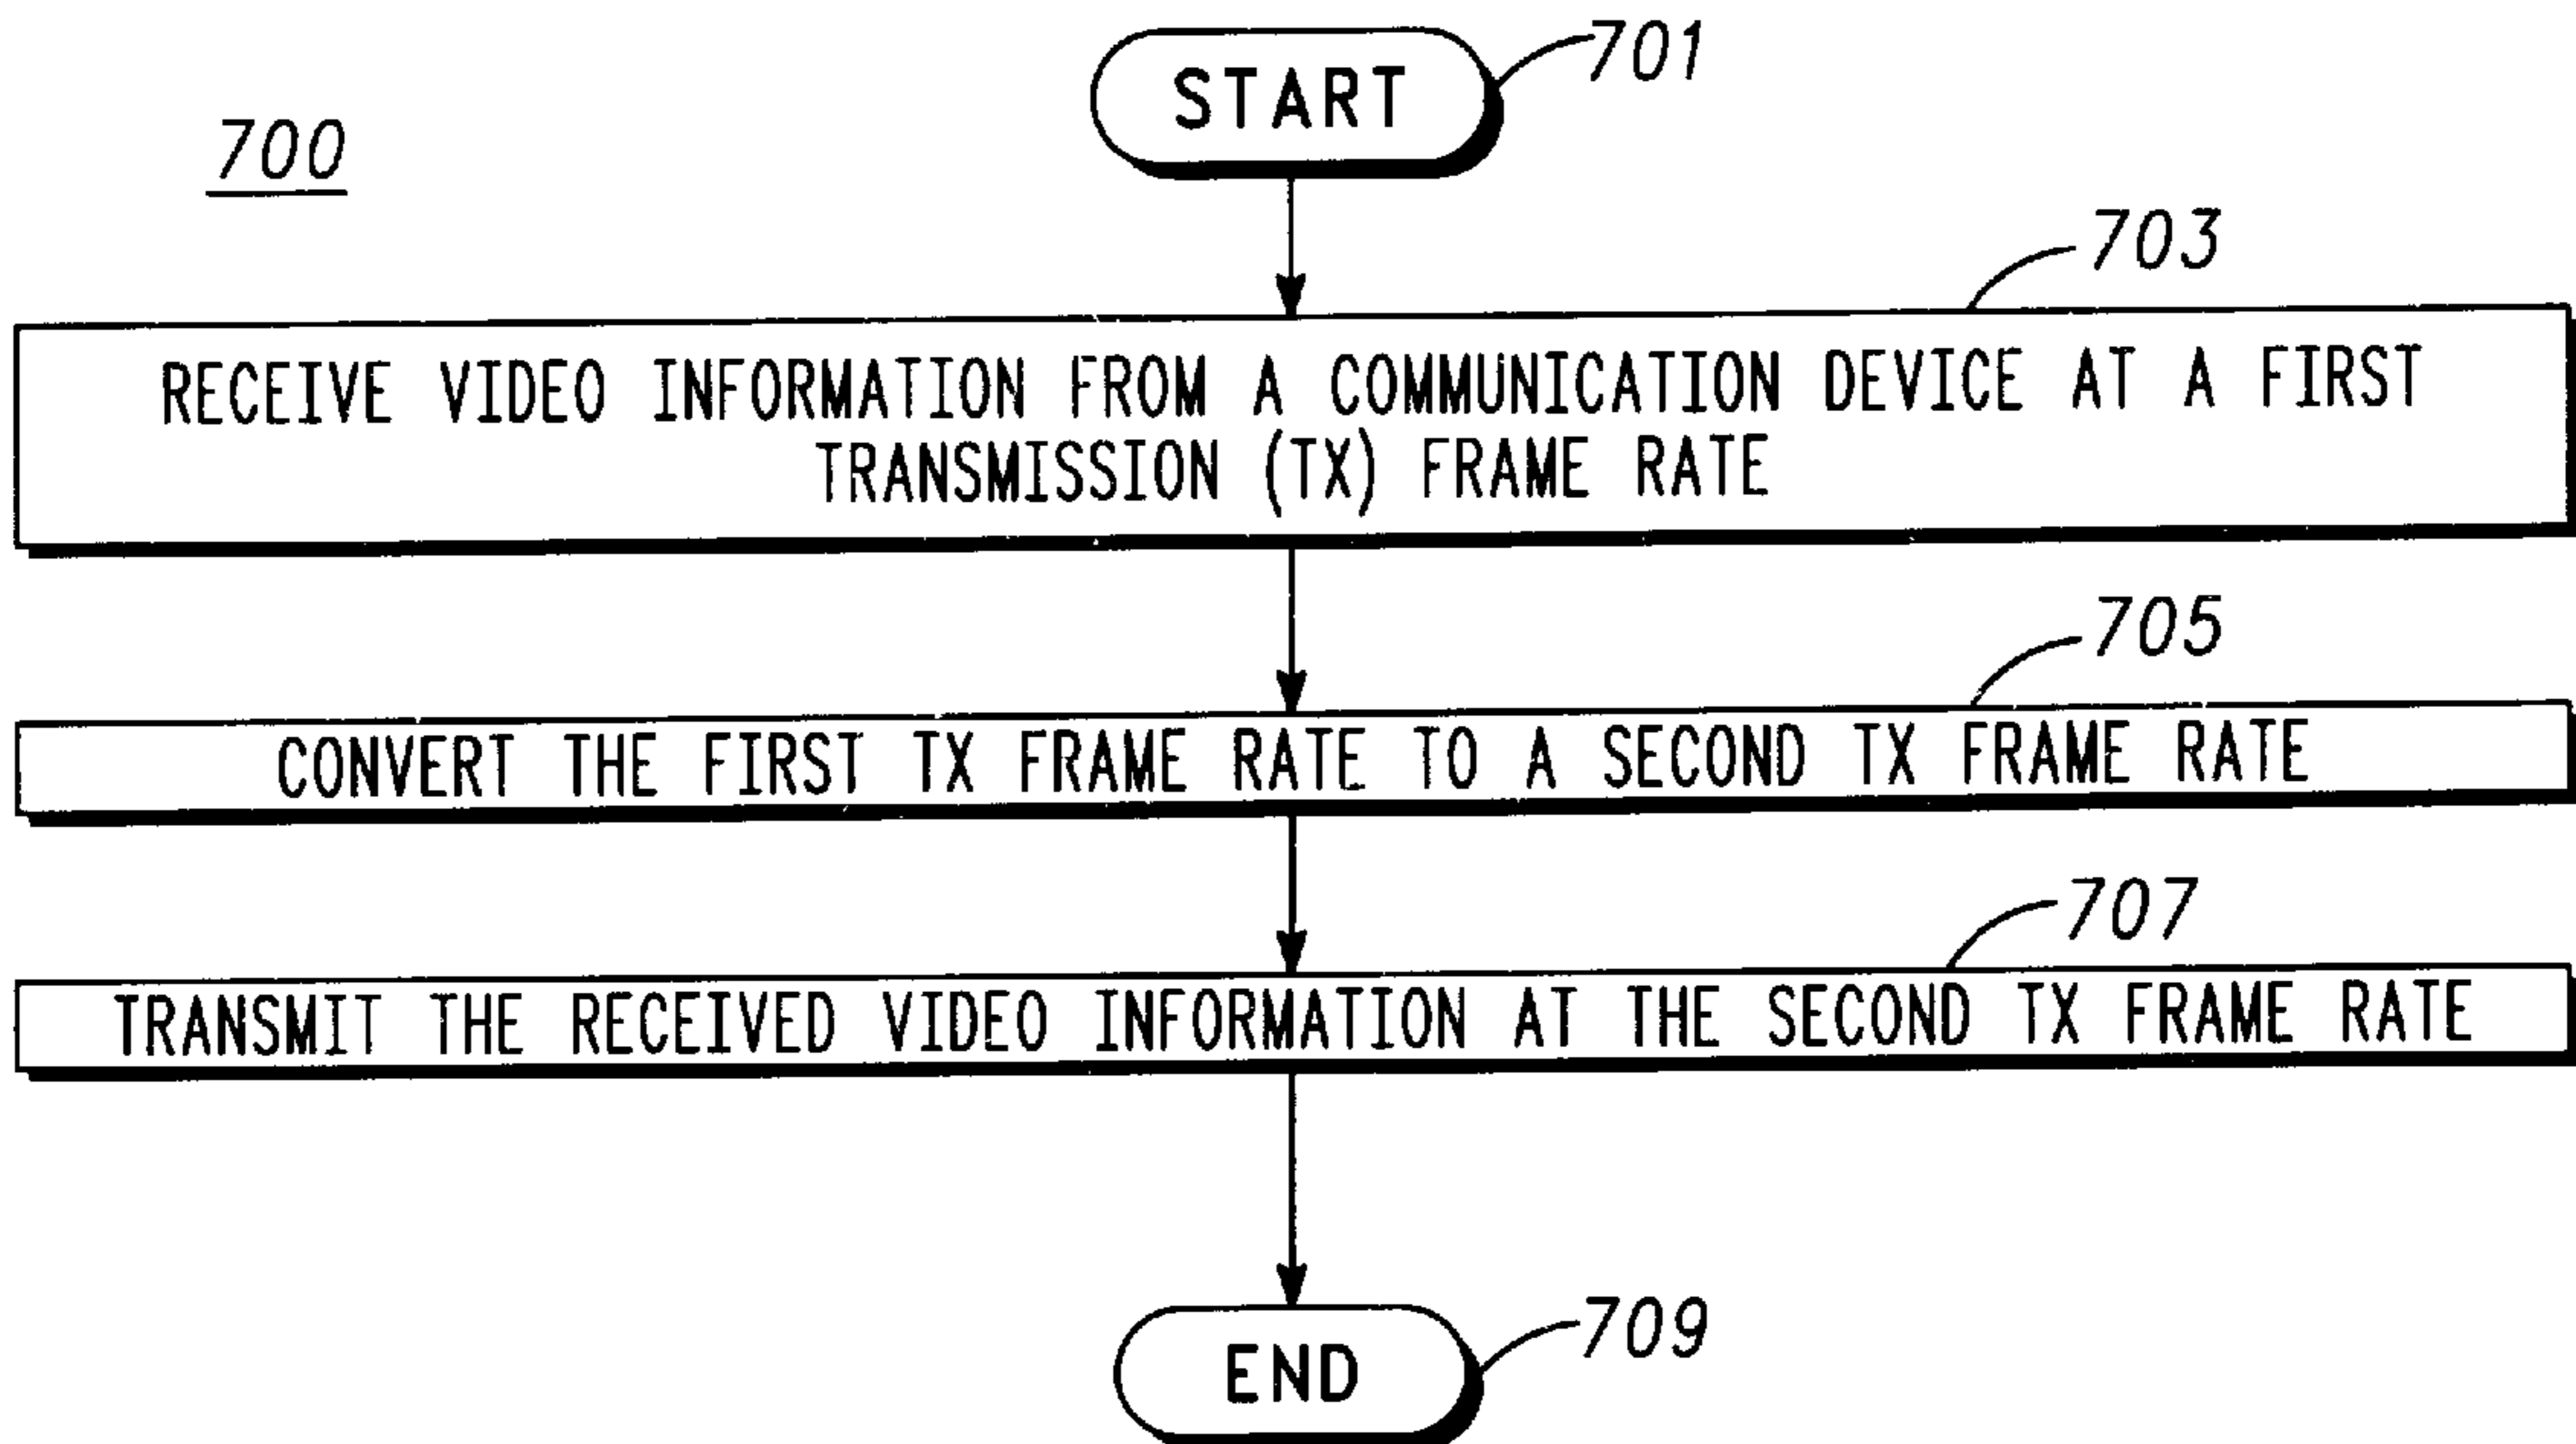 START
701
700
703
RECEIVE VIDEO INFORMATION FROM A COMMUNICATION DEVICE AT A FIRST
TRANSMISSION (TX) FRAME RATE
705
CONVERT THE FIRST TX FRAME RATE TO A SECOND TX FRAME RATE
707
TRANSMIT THE RECEIVED VIDEO INFORMATION AT THE SECOND TX FRAME RATE
END
709